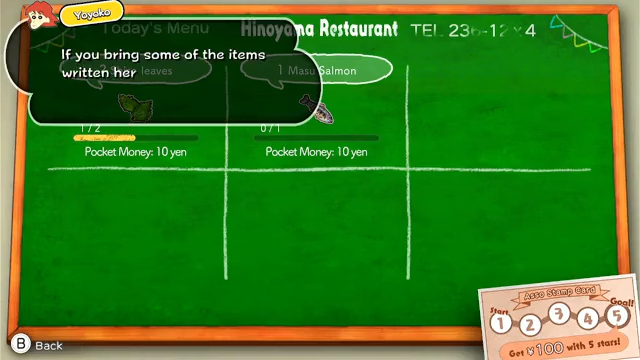 Yoyoko
Today's Menu
Hinoyama Restaurant
If you bring some of the items
written her
leaves
1 Masu Salmon
1/2
0/1
Pocket Money: 10 yen
Pocket Money: 10 yen
Asso Stamp Card
Start
Goal!
1 2 3 4 5
Get ¥100 with 5 stars!
B Back